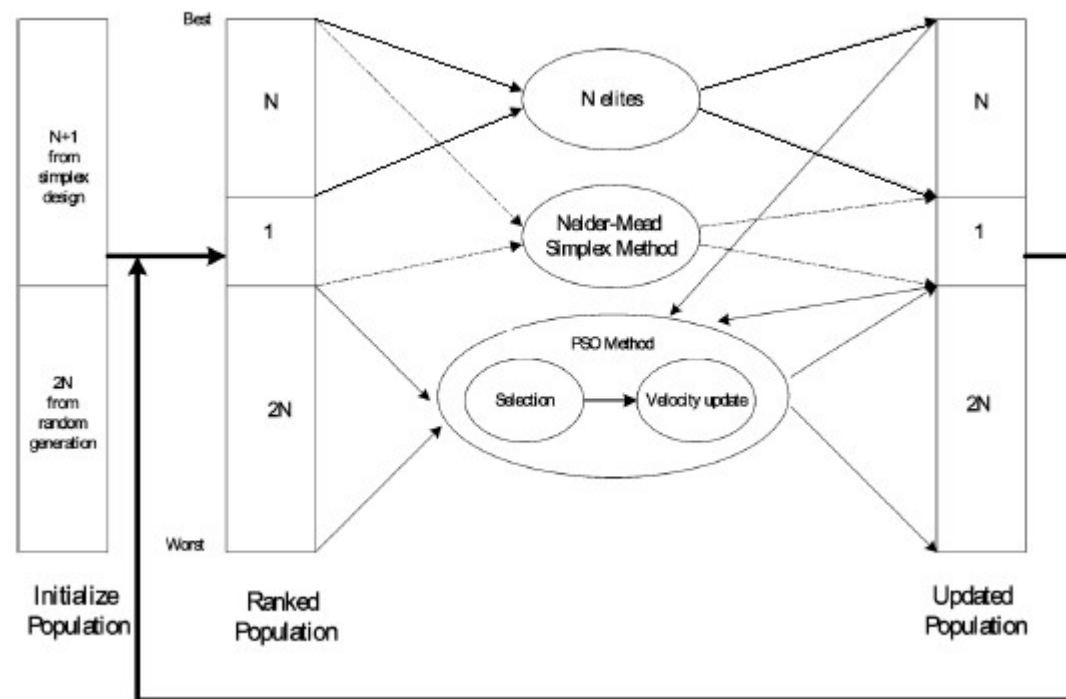 Best
N
N
N elites
N+1
from
simplex
design
1
Nelder-Mead
Simplex Method
1
PSO Method
2N
from
random
generation
2N
Selection
Velocity update
2N
Worst
Initialize
Population
Ranked
Population
Updated
Population